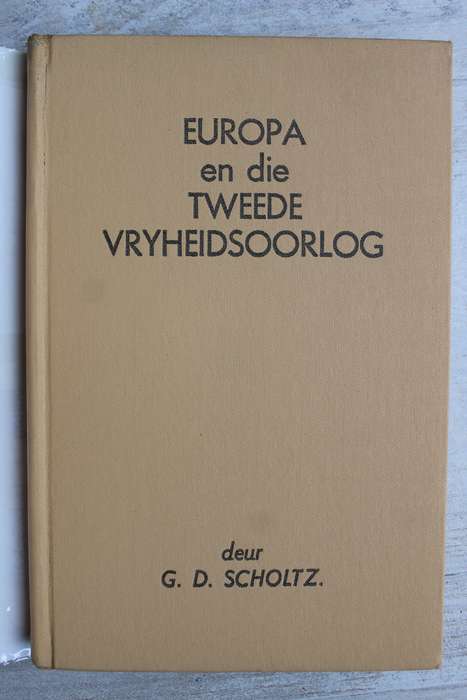 EUROPA
en die
TWEEDE
VRYHEIDSOORLOG
deur
G. D. SCHOLTZ.